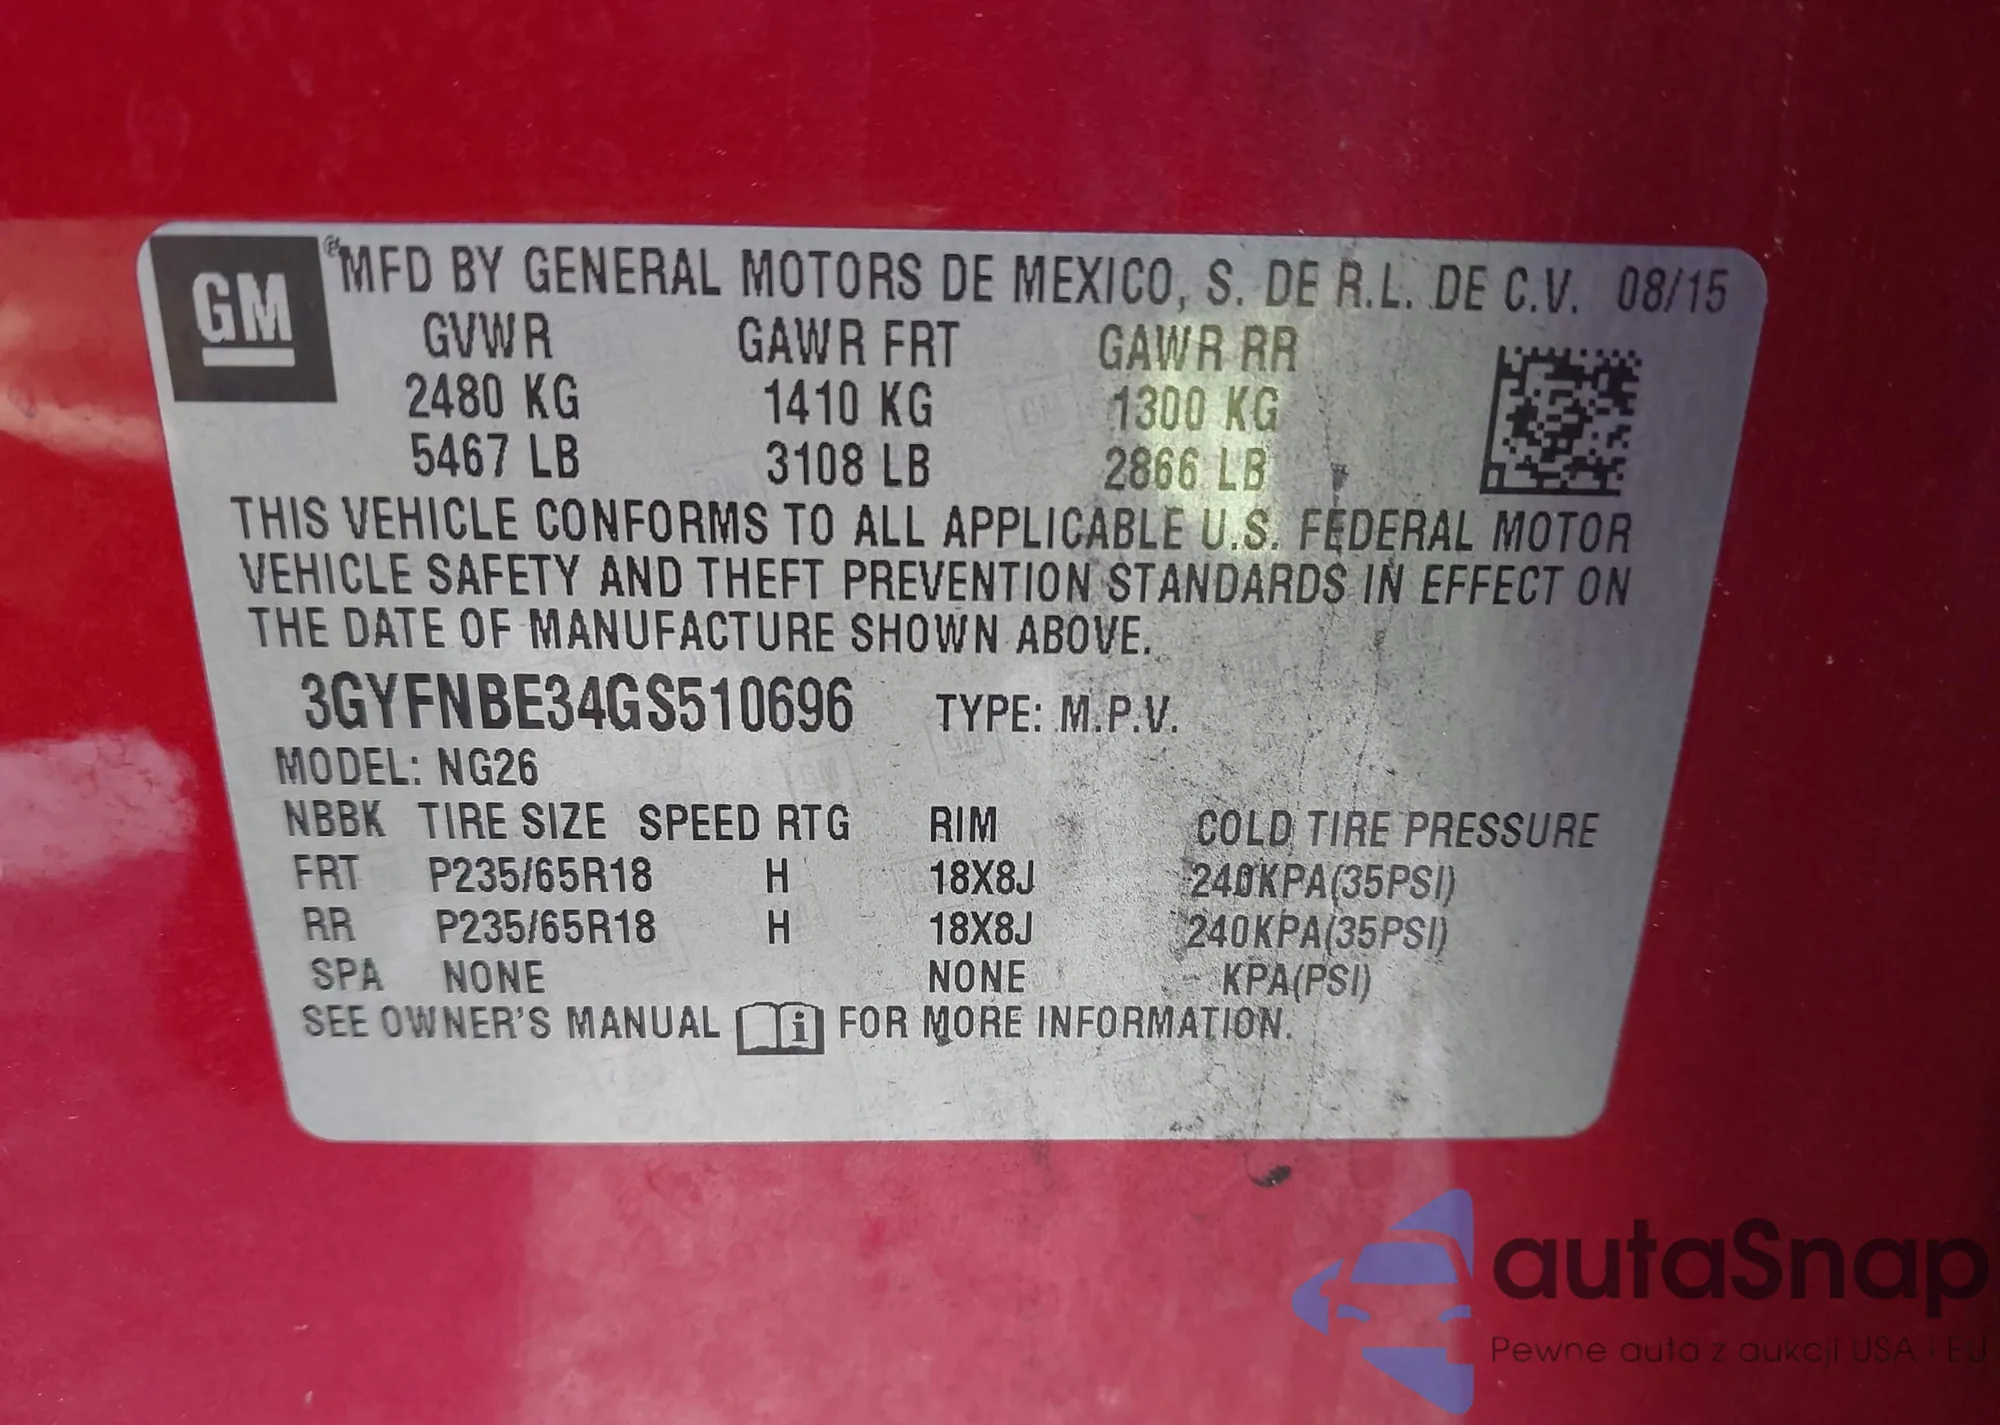 GM
MFD BY GENERAL MOTORS DE MEXICO, S. DE R.L. DE C.V. 08/15
GVWR GAWR FRT GAWR RR
2480 KG 1410 KG 1300 KG
5467 LB 3108 LB 2866 LB
THIS VEHICLE CONFORMS TO ALL APPLICABLE U.S. FEDERAL MOTOR
VEHICLE SAFETY AND THEFT PREVENTION STANDARDS IN EFFECT ON
THE DATE OF MANUFACTURE SHOWN ABOVE.
3GYFNBE34GS510696 TYPE: M.P.V.
MODEL: NG26
NBBK TIRE SIZE SPEED RTG RIM COLD TIRE PRESSURE
FRT P235/65R18 H 18X8J 240KPA(35PSI)
RR P235/65R18 H 18X8J 240KPA(35PSI)
SPA NONE NONE - KPA(PSI)
SEE OWNER'S MANUAL i FOR MORE INFORMATION.
autaSnap
Pewne auta z aukcji USA i EU